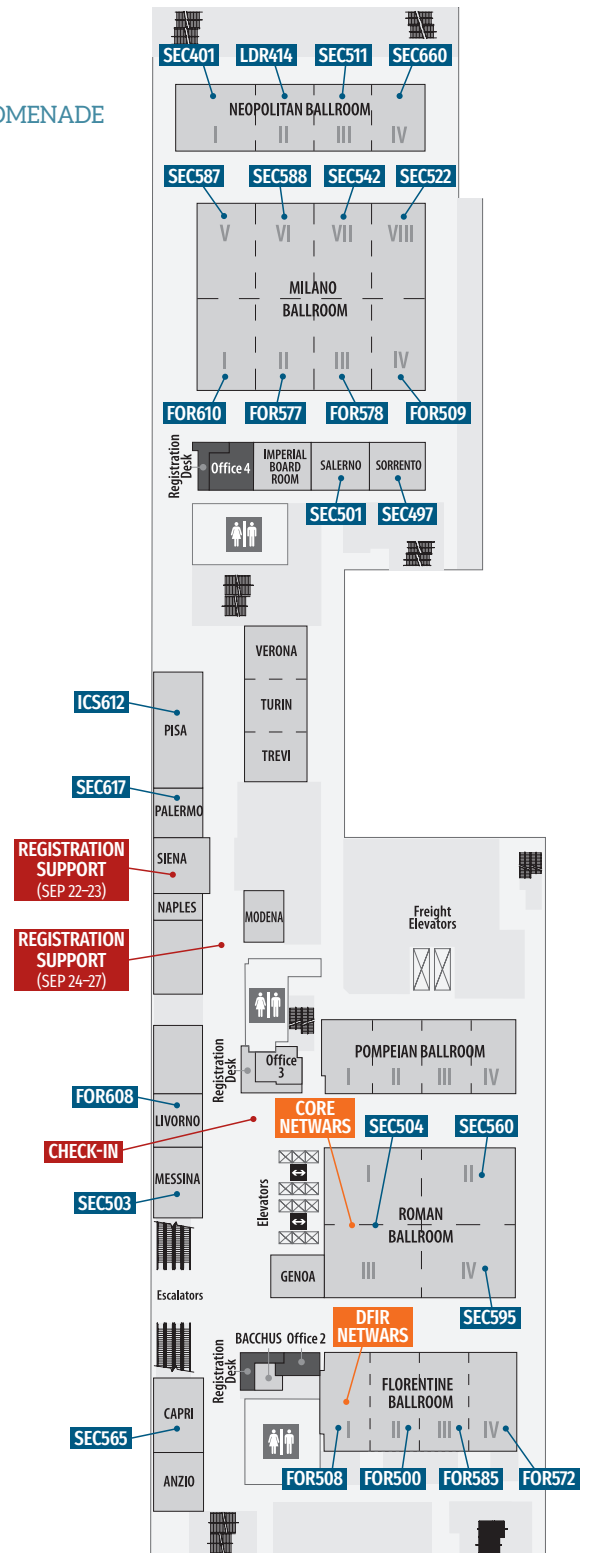 SEC401 LDR414 SEC511 SEC660
OMENADE
NEOPOLITAN BALLROOM
I II III IV
SEC587 SEC588 SEC542 SEC522
V VI VII VIII
MILANO
BALLROOM
I II III IV
FOR610 FOR577 FOR578 FOR509
Registration
Desk
Office 4
IMPERIAL
BOARD
ROOM
SALERNO
SORRENTO
SEC501 SEC497
VERONA
TURIN
TREVI
ICS612
PISA
SEC617
PALERMO
REGISTRATION
SUPPORT
(SEP 22–23)
SIENA
NAPLES
MODENA
REGISTRATION
SUPPORT
(SEP 24–27)
Freight
Elevators
Registration
Desk
Office
3
POMPEIAN BALLROOM
I II III IV
FOR608
LIVORNO
CHECK-IN
MESSINA
SEC503
CORE
NETWARS
SEC504 SEC560
Elevators
I II
ROMAN
BALLROOM
III IV
GENOA
SEC595
Escalators
DFIR
NETWARS
BACCHUS Office 2
Registration
Desk
FLORENTINE
BALLROOM
I II III IV
CAPRI
SEC565
ANZIO
FOR508 FOR500 FOR585 FOR572